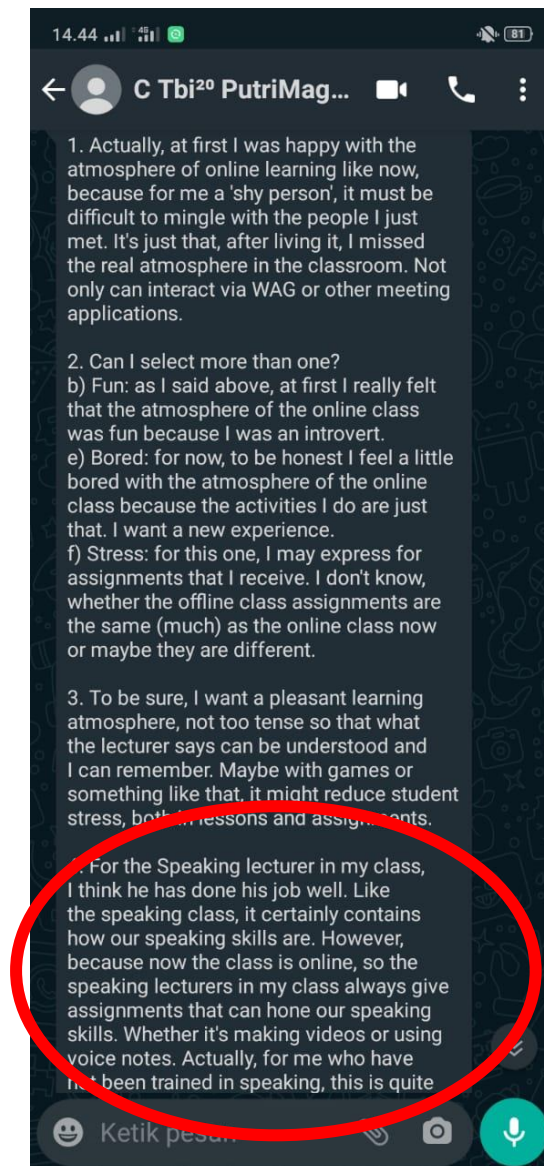 14.44
4G
81
C Tbi²⁰ PutriMag...
1. Actually, at first I was happy with the
atmosphere of online learning like now,
because for me a 'shy person', it must be
difficult to mingle with the people I just
met. It's just that, after living it, I missed
the real atmosphere in the classroom. Not
only can interact via WAG or other meeting
applications.
2. Can I select more than one?
b) Fun: as I said above, at first I really felt
that the atmosphere of the online class
was fun because I was an introvert.
e) Bored: for now, to be honest I feel a little
bored with the atmosphere of the online
class because the activities I do are just
that. I want a new experience.
f) Stress: for this one, I may express for
assignments that I receive. I don't know,
whether the offline class assignments are
the same (much) as the online class now
or maybe they are different.
3. To be sure, I want a pleasant learning
atmosphere, not too tense so that what
the lecturer says can be understood and
I can remember. Maybe with games or
something like that, it might reduce student
stress, both in lessons and assignments.
For the Speaking lecturer in my class,
I think he has done his job well. Like
the speaking class, it certainly contains
how our speaking skills are. However,
because now the class is online, so the
speaking lecturers in my class always give
assignments that can hone our speaking
skills. Whether it's making videos or using
voice notes. Actually, for me who have
not been trained in speaking, this is quite
Ketik pesan